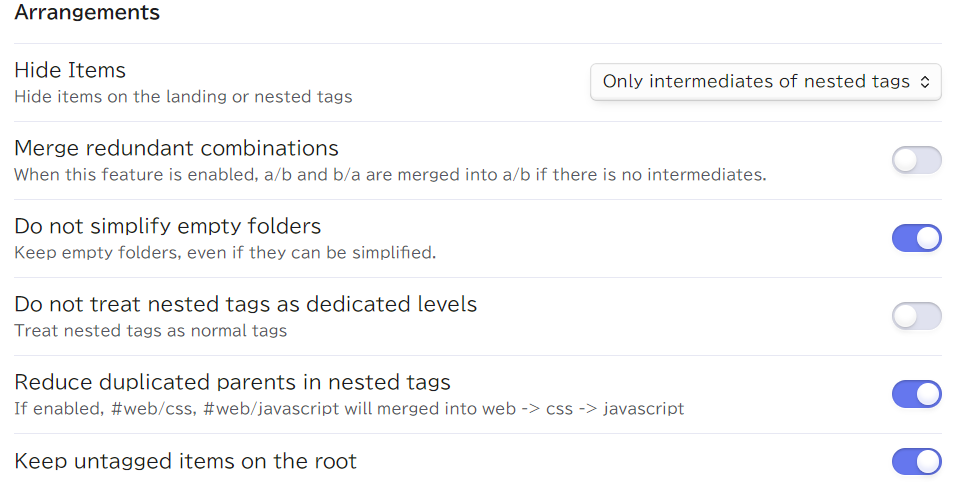 Arrangements
Hide Items
Hide items on the landing or nested tags
Only intermediates of nested tags
Merge redundant combinations
When this feature is enabled, a/b and b/a are merged into a/b if there is no intermediates.
Do not simplify empty folders
Keep empty folders, even if they can be simplified.
Do not treat nested tags as dedicated levels
Treat nested tags as normal tags
Reduce duplicated parents in nested tags
If enabled, #web/css, #web/javascript will merged into web -> css -> javascript
Keep untagged items on the root